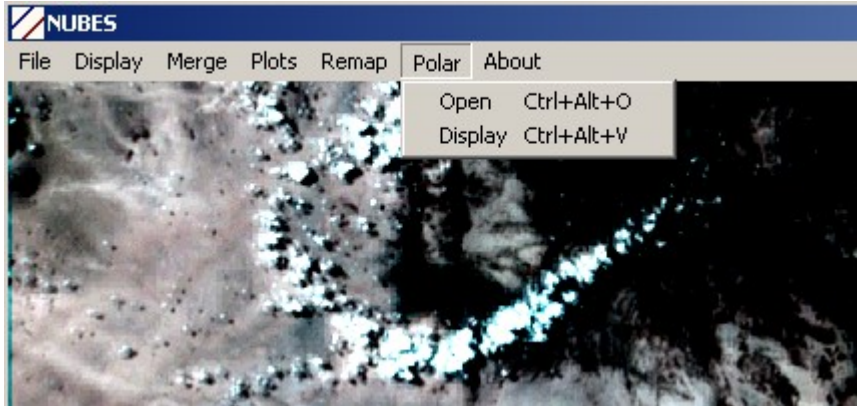 NUBES
File Display Merge Plots Remap Polar About
Open Ctrl+Alt+O
Display Ctrl+Alt+V